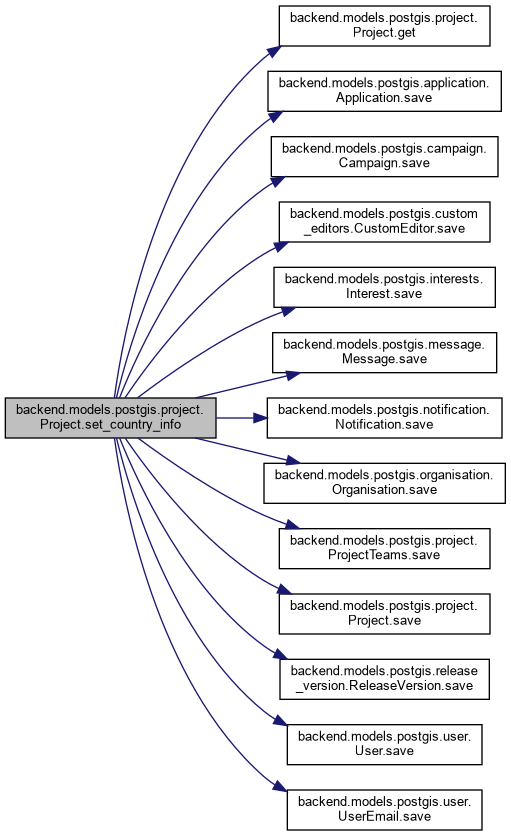 backend.models.postgis.project.
Project.get
backend.models.postgis.application.
Application.save
backend.models.postgis.campaign.
Campaign.save
backend.models.postgis.custom
_editors.CustomEditor.save
backend.models.postgis.interests.
Interest.save
backend.models.postgis.message.
Message.save
backend.models.postgis.project.
Project.set_country_info
backend.models.postgis.notification.
Notification.save
backend.models.postgis.organisation.
Organisation.save
backend.models.postgis.project.
ProjectTeams.save
backend.models.postgis.project.
Project.save
backend.models.postgis.release
_version.ReleaseVersion.save
backend.models.postgis.user.
User.save
backend.models.postgis.user.
UserEmail.save